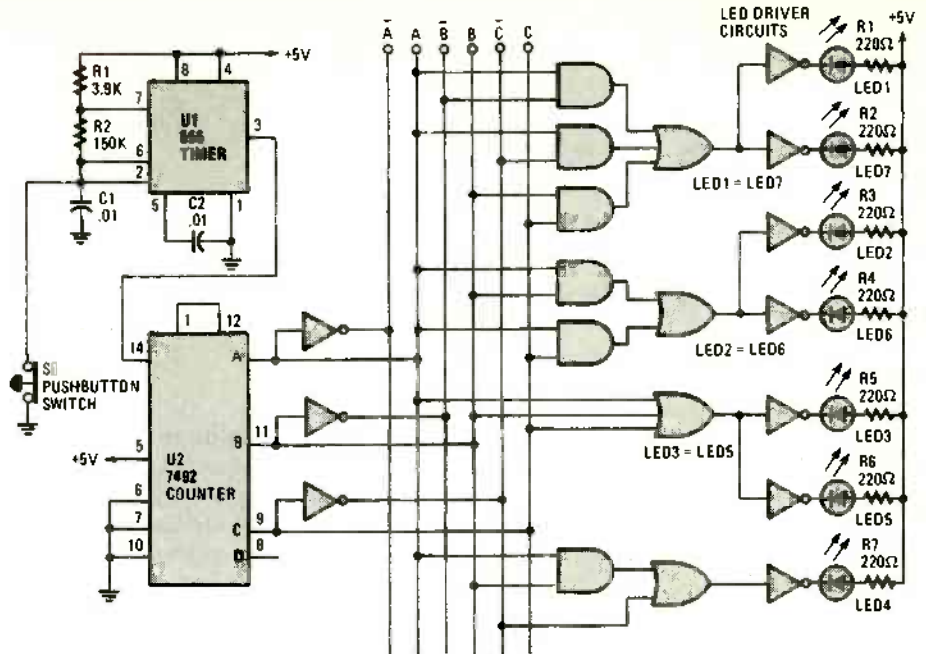 A̅ A B̅ B C̅ C
LED DRIVER
CIRCUITS
+5V
+5V
R1
3.9K
8
4
7
U1
TIMER
3
R2
150K
6
2
C1
.01
5
C2
.01
1
R1
220Ω
LED1
R2
220Ω
LED7
LED1 = LED7
R3
220Ω
LED2
R4
220Ω
LED6
LED2 = LED6
R5
220Ω
LED3
LED3 = LED5
R6
220Ω
LED5
R7
220Ω
LED4
1
12
14
A
PUSHBUTTON
SWITCH
11
B
+5V
5
U2
7492
COUNTER
6
7
C
9
10
D
8